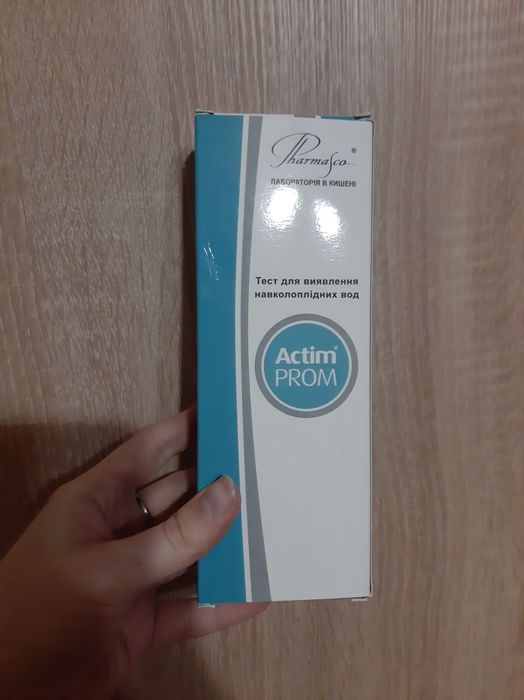 Pharmasco®
ЛАБОРАТОРІЯ В КИШЕНІ
Тест для виявлення
навколоплідних вод
Actim®
PROM